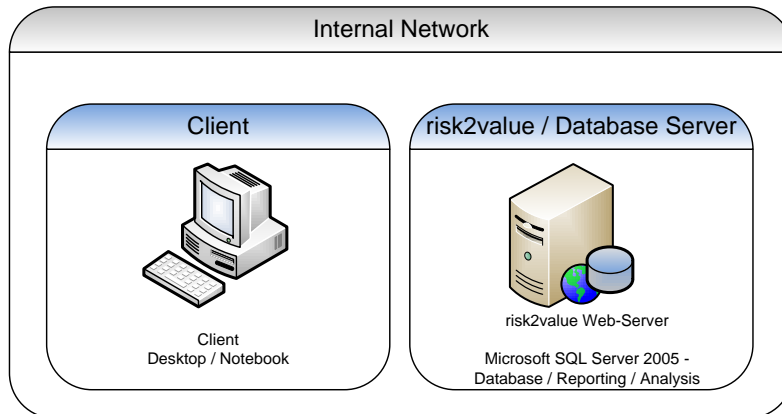 Internal Network
Client
risk2value / Database Server
Client
Desktop / Notebook
risk2value Web-Server
Microsoft SQL Server 2005 -
Database / Reporting / Analysis